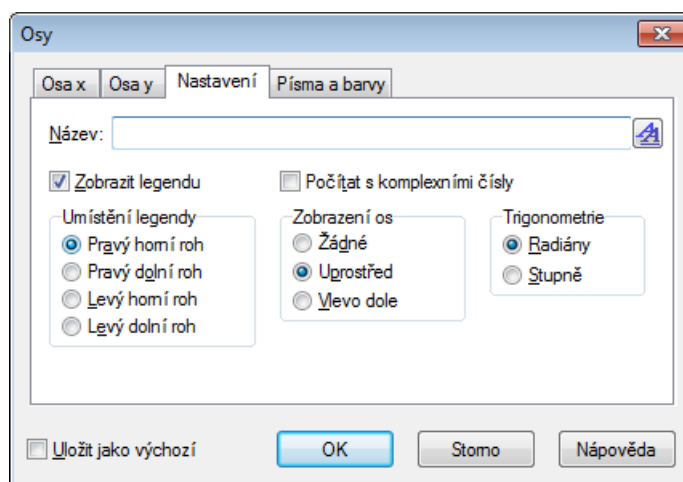 Osy
Osa x Osa y Nastavení Písma a barvy
Název:
Zobrazit legendu Počítat s komplexními čísly
Umístění legendy Zobrazení os Trigonometrie
Pravý horní roh Žádné Radiány
Pravý dolní roh Uprostřed Stupně
Levý horní roh Vlevo dole
Levý dolní roh
Uložit jako výchozí OK Storno Nápověda